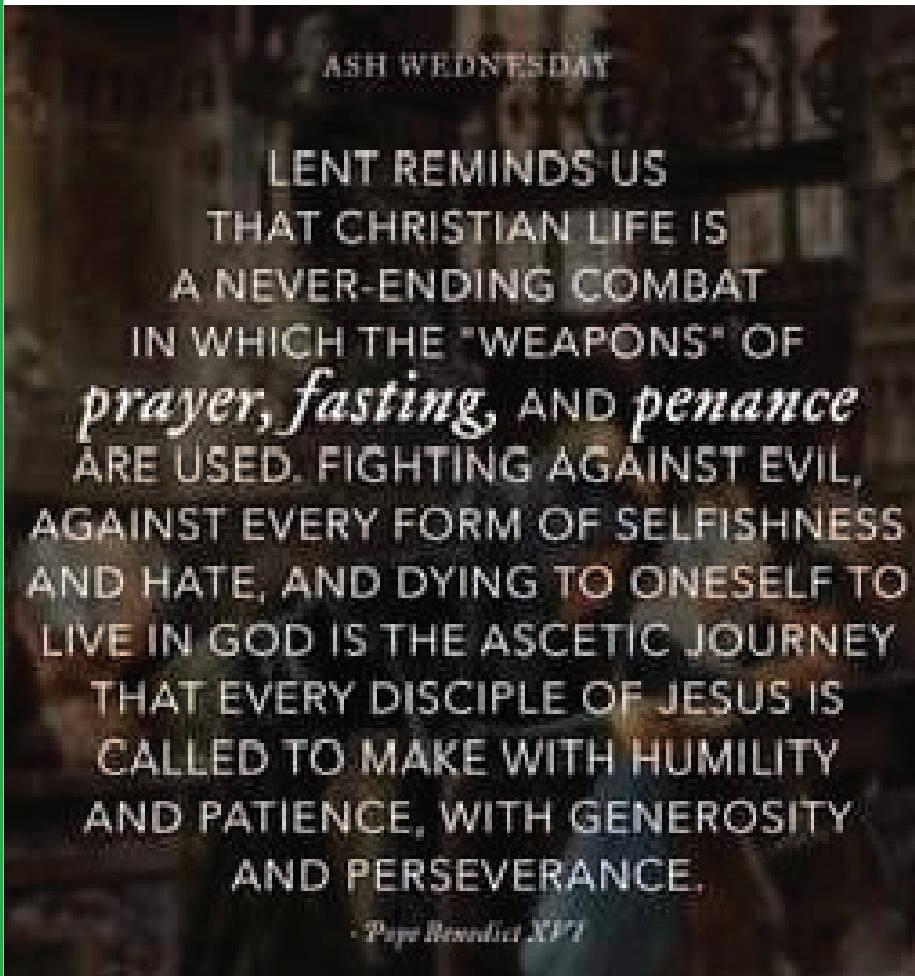 ASH WEDNESDAY
LENT REMINDS US
THAT CHRISTIAN LIFE IS
A NEVER-ENDING COMBAT
IN WHICH THE "WEAPONS" OF
prayer, fasting, AND penance
ARE USED. FIGHTING AGAINST EVIL,
AGAINST EVERY FORM OF SELFISHNESS
AND HATE, AND DYING TO ONESELF TO
LIVE IN GOD IS THE ASCETIC JOURNEY
THAT EVERY DISCIPLE OF JESUS IS
CALLED TO MAKE WITH HUMILITY
AND PATIENCE, WITH GENEROSITY
AND PERSEVERANCE.
- Pope Benedict XVI